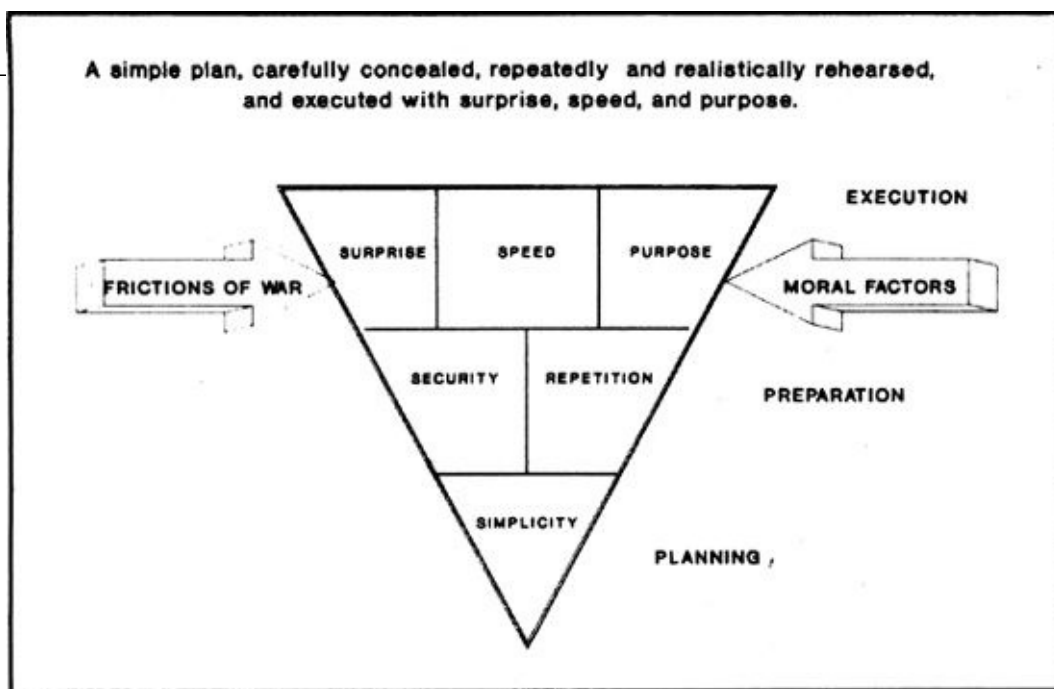 A simple plan, carefully concealed, repeatedly and realistically rehearsed,
and executed with surprise, speed, and purpose.
EXECUTION
SURPRISE SPEED PURPOSE
FRICTIONS OF WAR MORAL FACTORS
SECURITY REPETITION
PREPARATION
SIMPLICITY
PLANNING